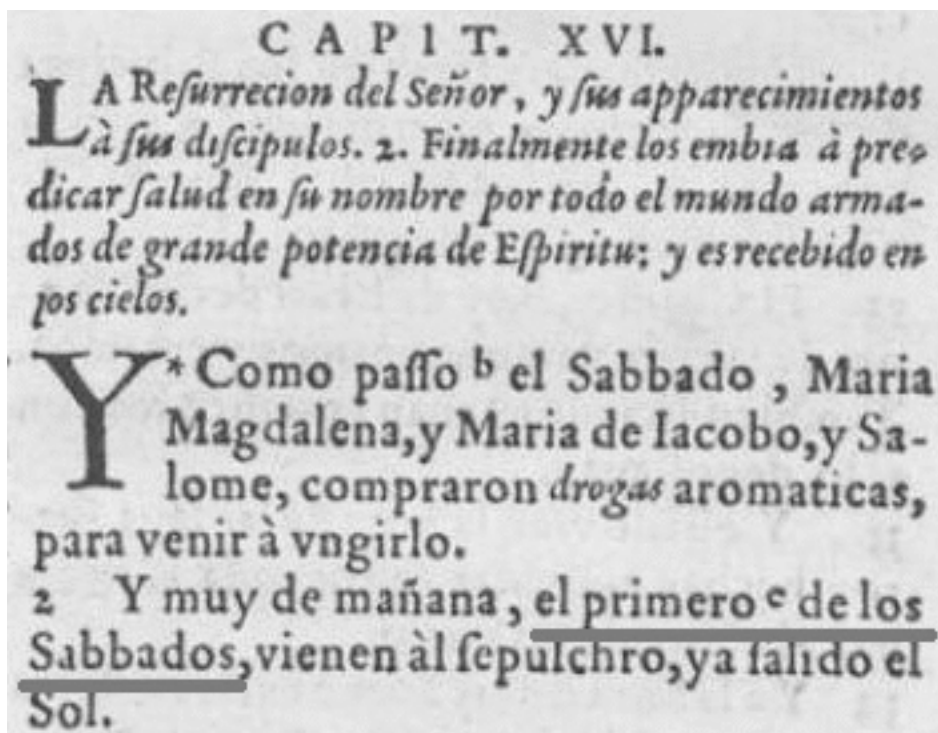 CAPIT. XVI.
LA Reſurrecion del Señor, y ſus apparecimientos
à ſus diſcipulos. 2. Finalmente los embia à pre-
dicar ſalud en ſu nombre por todo el mundo arma-
dos de grande potencia de Eſpiritu: y es recebido en
los cielos.
Y * Como paſſo b el Sabbado, Maria
Magdalena, y Maria de Iacobo, y Sa-
lome, compraron drogas aromaticas,
para venir à vngirlo.
2 Y muy de mañana, el primero c de los
Sabbados, vienen àl ſepulchro, ya ſalido el
Sol.